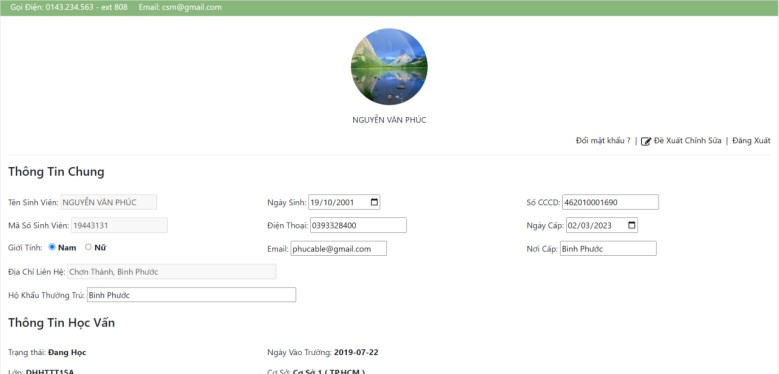 Gọi Điện: 0143.234.563 - ext 808 Email: csm@gmail.com
NGUYỄN VĂN PHÚC
Đổi mật khẩu ? | Đề Xuất Chỉnh Sửa | Đăng Xuất
Thông Tin Chung
Tên Sinh Viên: NGUYỄN VĂN PHÚC Ngày Sinh: 19/10/2001 Số CCCD: 462010001690
Mã Số Sinh Viên: 19443131 Điện Thoại: 0393328400 Ngày Cấp: 02/03/2023
Giới Tính: Nam Nữ Email: phucable@gmail.com Nơi Cấp: Bình Phước
Địa Chỉ Liên Hệ: Chơn Thành, Bình Phước
Hộ Khẩu Thường Trú: Bình Phước
Thông Tin Học Vấn
Trạng thái: Đang Học Ngày Vào Trường: 2019-07-22
Lớp: DHHTTT15A Cơ Sở: Cơ Sở 1 ( TPHCM )